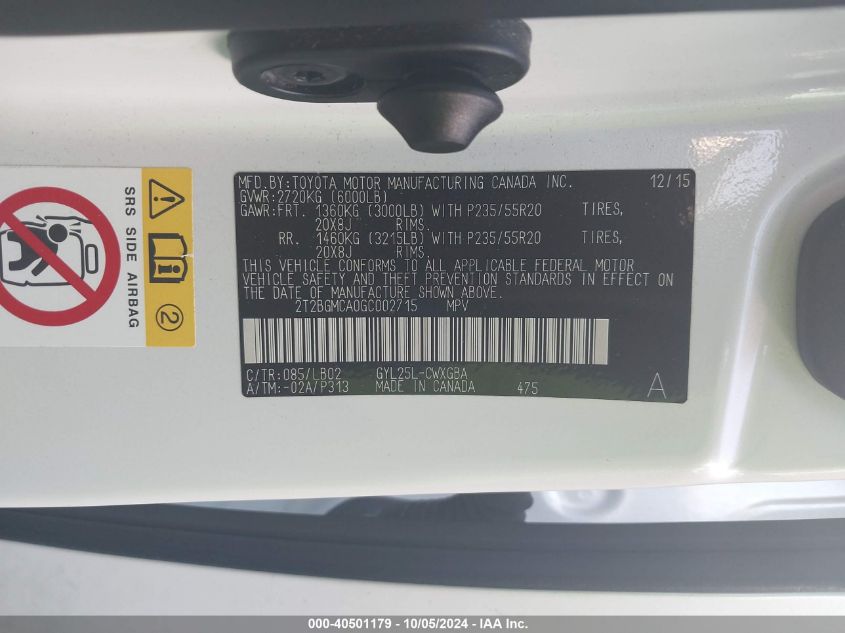 MFD.BY:TOYOTA MOTOR MANUFACTURING CANADA INC. 12/15
GVWR:2720KG (6000LB)
GAWR:FRT. 1360KG (3000LB) WITH P235/55R20 TIRES,
20X8J RIMS.
RR. 1460KG (3215LB) WITH P235/55R20 TIRES,
20X8J RIMS.
THIS VEHICLE CONFORMS TO ALL APPLICABLE FEDERAL MOTOR
VEHICLE SAFETY AND THEFT PREVENTION STANDARDS IN EFFECT ON
THE DATE OF MANUFACTURE SHOWN ABOVE.
2T2BGMCA0GC002715 MPV
C/TR:085/LB02 GYL25L-CWXGBA
A/TM:-02A/P313 MADE IN CANADA 475 A
SRS SIDE AIRBAG
2
000-40501179 - 10/05/2024 - IAA Inc.